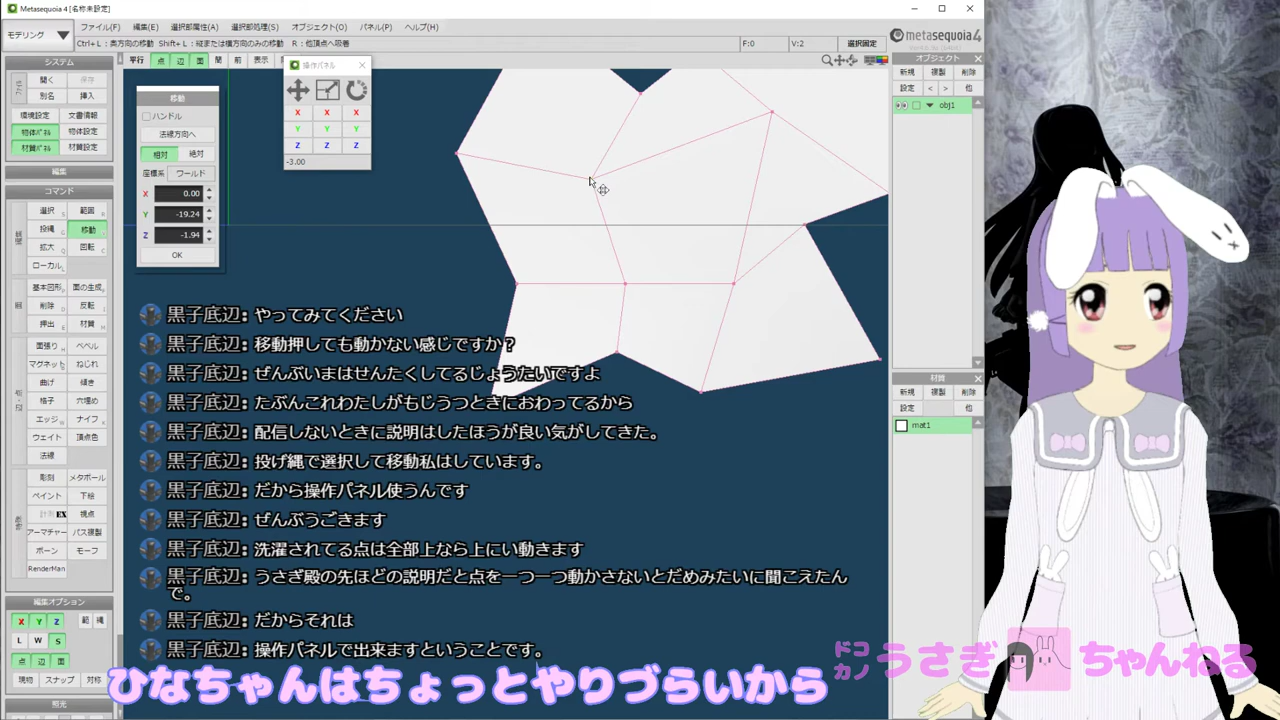 Metasequoia 4 [名称未設定]
モデリング
ファイル(F) 編集(E) 選択部属性(A) 選択部処理(S) オブジェクト(O) パネル(P) ヘルプ(H)
Ctrl+ L：奥方向の移動 Shift+ L：縦または横方向のみの移動 R：他頂点へ吸着
F:0 V:2 選択固定
metasequoia4
システム
開く 保存
別名 挿入
環境設定 文書情報
物体パネル 物体設定
材質パネル 材質設定
編集
コマンド
選択 範囲
投縄 移動
拡大 回転
ローカル
基本図形 面の生成
削除 反転
押出 材質
面張り ベベル
マグネット ねじれ
曲げ 傾き
格子 穴埋め
エッジ ナイフ
ウェイト 頂点色
法線
彫刻 メタボール
ペイント 下絵
計測 EX 視点
アーマチャー パス複製
ボーン モーフ
RenderMan
編集オプション
X Y Z 範 縄
L W S
点 辺 面
現物 スナップ 対称
照光
平行 点 辺 面 前 表示
移動
ハンドル
法線方向へ
相対 絶対
座標系 ワールド
X 0.00
Y -19.24
Z -1.94
OK
操作パネル
X X X
Y Y Y
Z Z Z
-3.00
オブジェクト
新規 複製 削除
設定 < > 他
obj1
材質
新規 複製 削除
設定 他
mat1
黒子底辺: やってみてください
黒子底辺: 移動押しても動かない感じですか？
黒子底辺: ぜんぶいまはせんたくしてるじょうたいですよ
黒子底辺: たぶんこれわたしがもじうつときにおわってるから
黒子底辺: 配信しないときに説明はしたほうが良い気がしてきた。
黒子底辺: 投げ縄で選択して移動私はしています。
黒子底辺: だから操作パネル使うんです
黒子底辺: ぜんぶうごきます
黒子底辺: 洗濯されてる点は全部上なら上にい動きます
黒子底辺: うさぎ殿の先ほどの説明だと点を一つ一つ動かさないとだめみたいに聞こえたん
で。
黒子底辺: だからそれは
黒子底辺: 操作パネルで出来ますということです。
ひなちゃんはちょっとやりづらいから
ドコカノうさぎちゃんねる